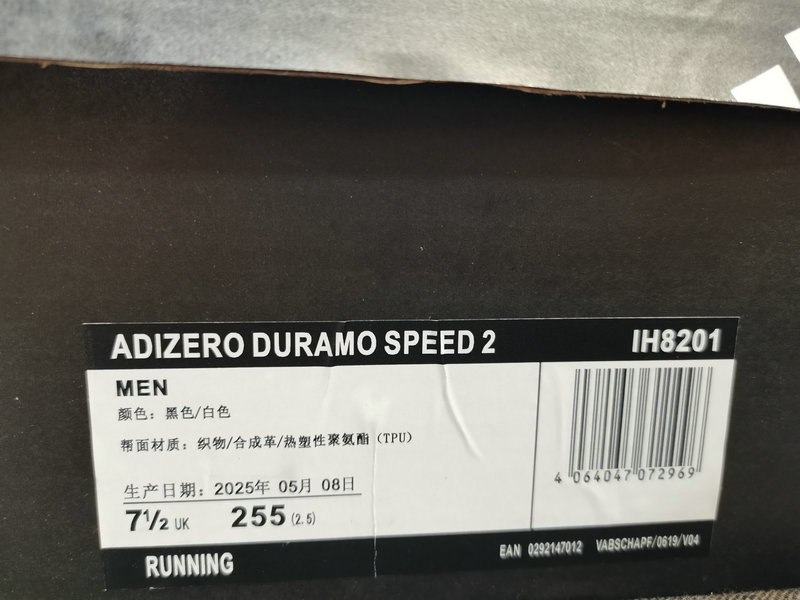 ADIZERO DURAMO SPEED 2 IH8201
MEN
颜色：黑色/白色
帮面材质：织物/合成革/热塑性聚氨酯（TPU）
4 064047 072969
生产日期：2025年 05月 08日
7½ UK 255 (2.5)
RUNNING
EAN 0292147012 VABSCHAPF/0619/V04